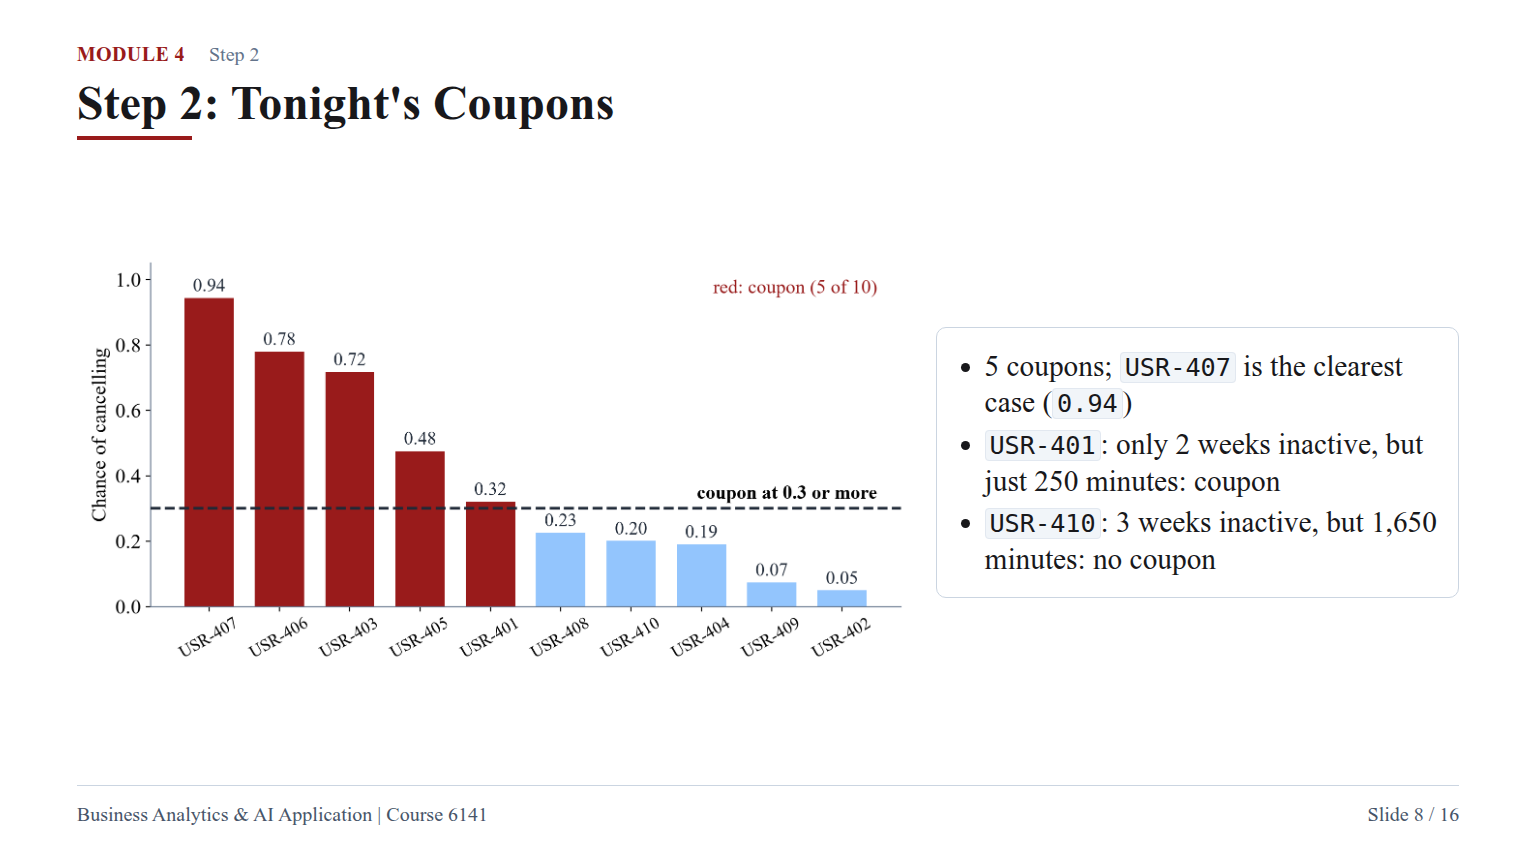 MODULE 4 Step 2
Step 2: Tonight's Coupons
Chance of cancelling
1.0
0.8
0.6
0.4
0.2
0.0
0.94
0.78
0.72
0.48
0.32
0.23
0.20
0.19
0.07
0.05
red: coupon (5 of 10)
coupon at 0.3 or more
USR-407
USR-406
USR-403
USR-405
USR-401
USR-408
USR-410
USR-404
USR-409
USR-402
• 5 coupons; USR-407 is the clearest
case (0.94)
• USR-401: only 2 weeks inactive, but
just 250 minutes: coupon
• USR-410: 3 weeks inactive, but 1,650
minutes: no coupon
Business Analytics & AI Application | Course 6141
Slide 8 / 16